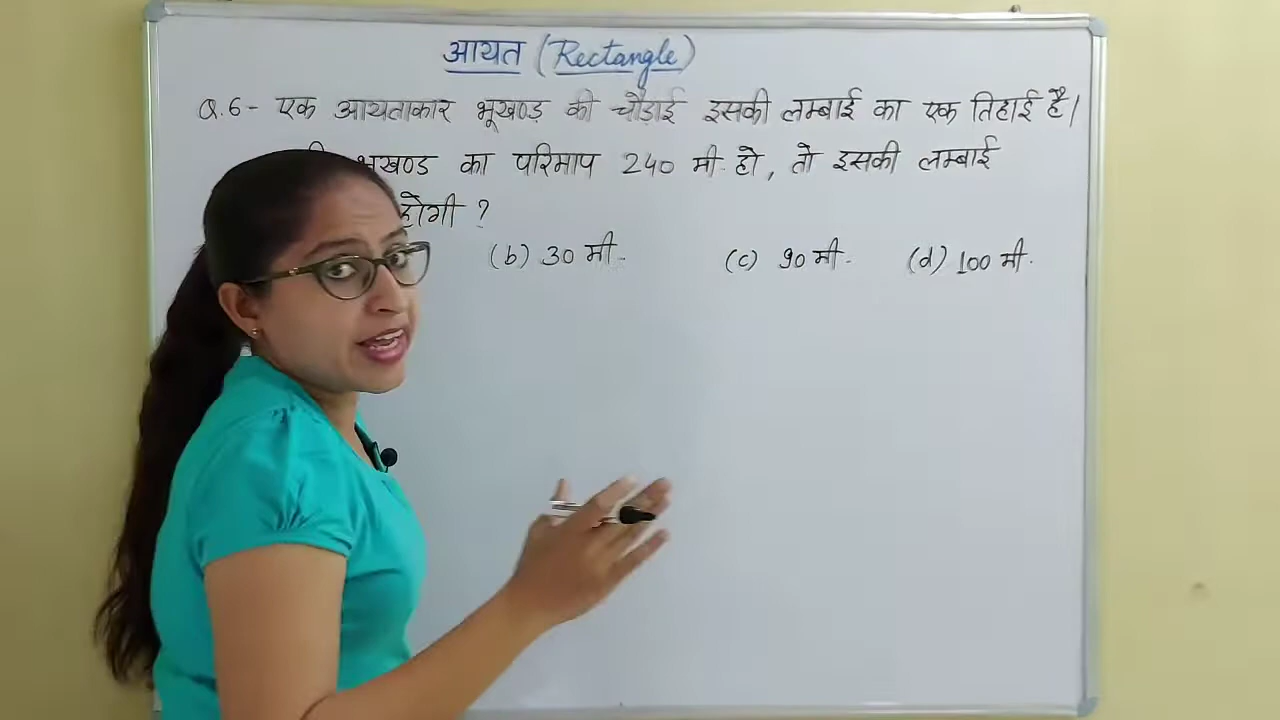 आयत (Rectangle)
Q.6- एक आयताकार भूखण्ड़ की चौड़ाई इसकी लम्बाई का एक तिहाई है।
भूखण्ड का परिमाप 240 मी. हो, तो इसकी लम्बाई
होगी ?
(b) 30 मी. (c) 90 मी. (d) 100 मी.